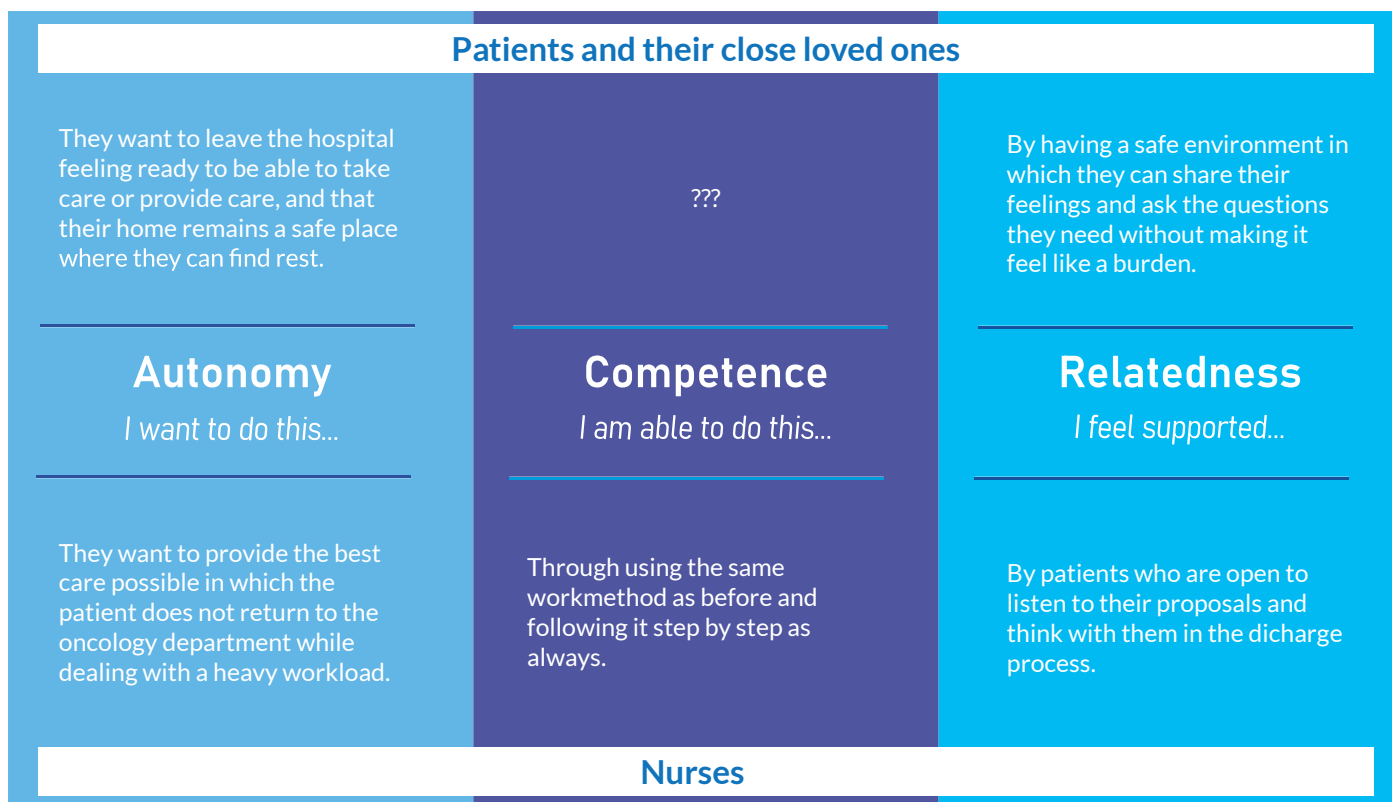 Patients and their close loved ones
They want to leave the hospital
feeling ready to be able to take
care or provide care, and that
their home remains a safe place
where they can find rest.
???
By having a safe environment in
which they can share their
feelings and ask the questions
they need without making it
feel like a burden.
Autonomy
I want to do this...
Competence
I am able to do this...
Relatedness
I feel supported...
They want to provide the best
care possible in which the
patient does not return to the
oncology department while
dealing with a heavy workload.
Through using the same
workmethod as before and
following it step by step as
always.
By patients who are open to
listen to their proposals and
think with them in the dicharge
process.
Nurses